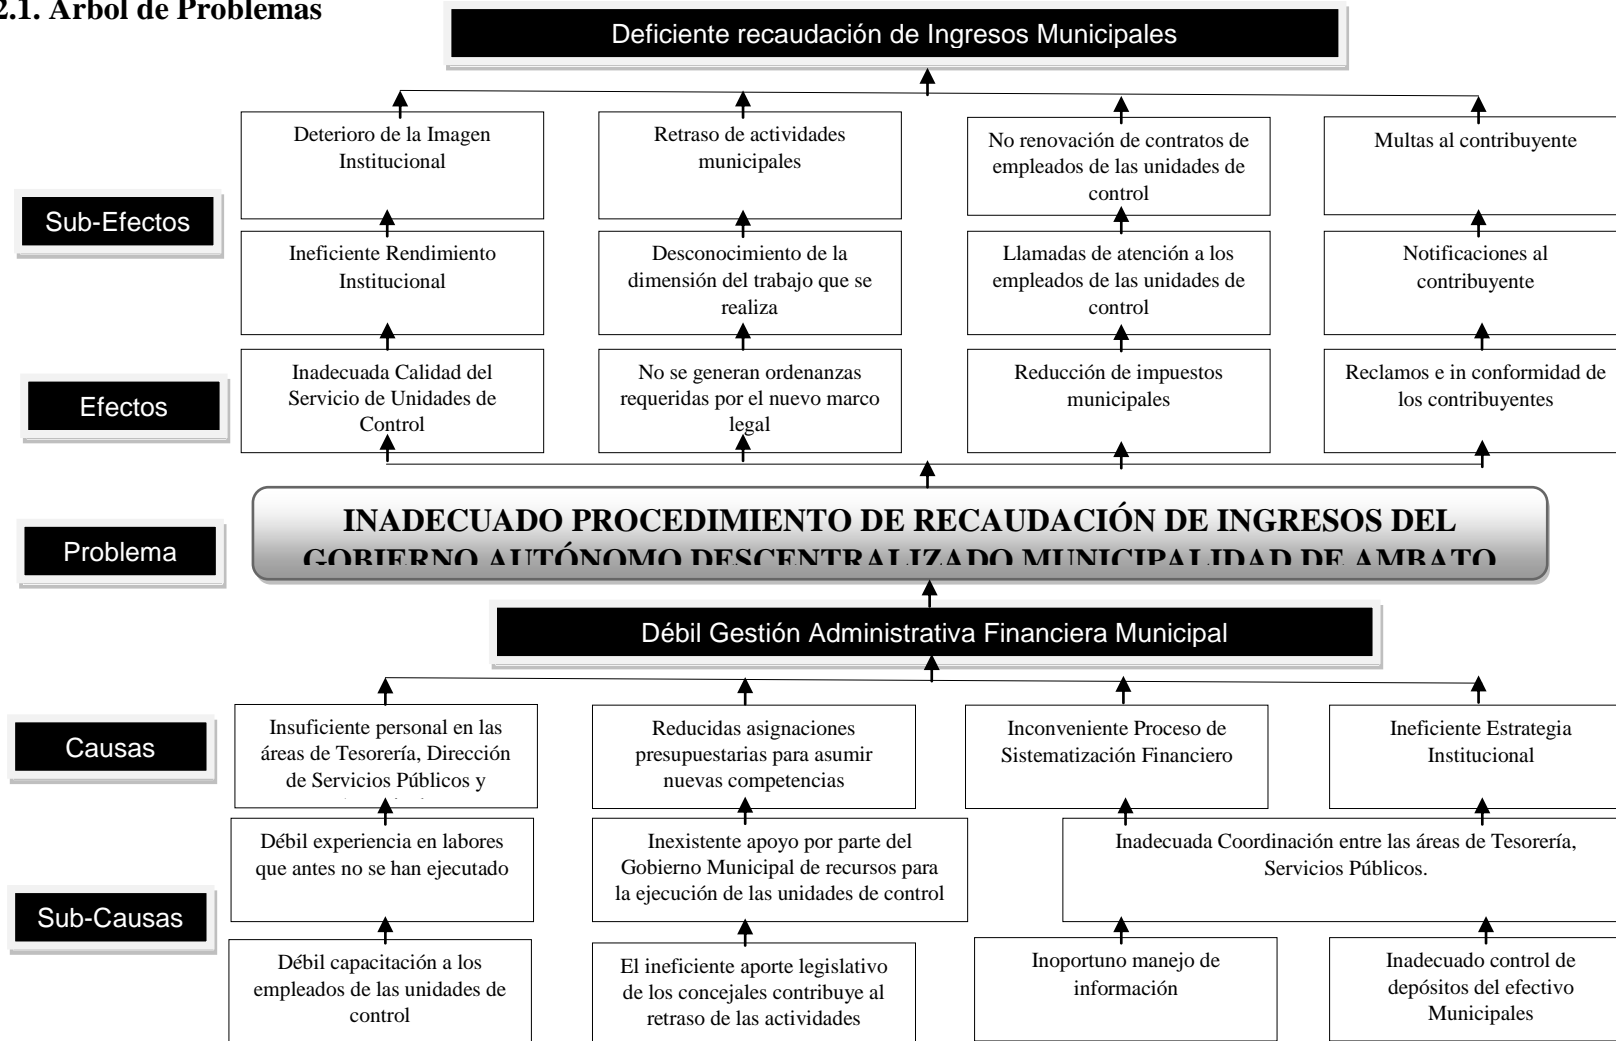 2.1. Árbol de Problemas
Deficiente recaudación de Ingresos Municipales
Deterioro de la Imagen
Institucional
Retraso de actividades
municipales
No renovación de contratos de
empleados de las unidades de
control
Multas al contribuyente
Sub-Efectos
Ineficiente Rendimiento
Institucional
Desconocimiento de la
dimensión del trabajo que se
realiza
Llamadas de atención a los
empleados de las unidades de
control
Notificaciones al
contribuyente
Efectos
Inadecuada Calidad del
Servicio de Unidades de
Control
No se generan ordenanzas
requeridas por el nuevo marco
legal
Reducción de impuestos
municipales
Reclamos e in conformidad de
los contribuyentes
Problema
INADECUADO PROCEDIMIENTO DE RECAUDACIÓN DE INGRESOS DEL
GOBIERNO AUTÓNOMO DESCENTRALIZADO MUNICIPALIDAD DE AMBATO
Débil Gestión Administrativa Financiera Municipal
Causas
Insuficiente personal en las
áreas de Tesorería, Dirección
de Servicios Públicos y
Reducidas asignaciones
presupuestarias para asumir
nuevas competencias
Inconveniente Proceso de
Sistematización Financiero
Ineficiente Estrategia
Institucional
Sub-Causas
Débil experiencia en labores
que antes no se han ejecutado
Inexistente apoyo por parte del
Gobierno Municipal de recursos para
la ejecución de las unidades de control
Inadecuada Coordinación entre las áreas de Tesorería,
Servicios Públicos.
Débil capacitación a los
empleados de las unidades de
control
El ineficiente aporte legislativo
de los concejales contribuye al
retraso de las actividades
Inoportuno manejo de
información
Inadecuado control de
depósitos del efectivo
Municipales